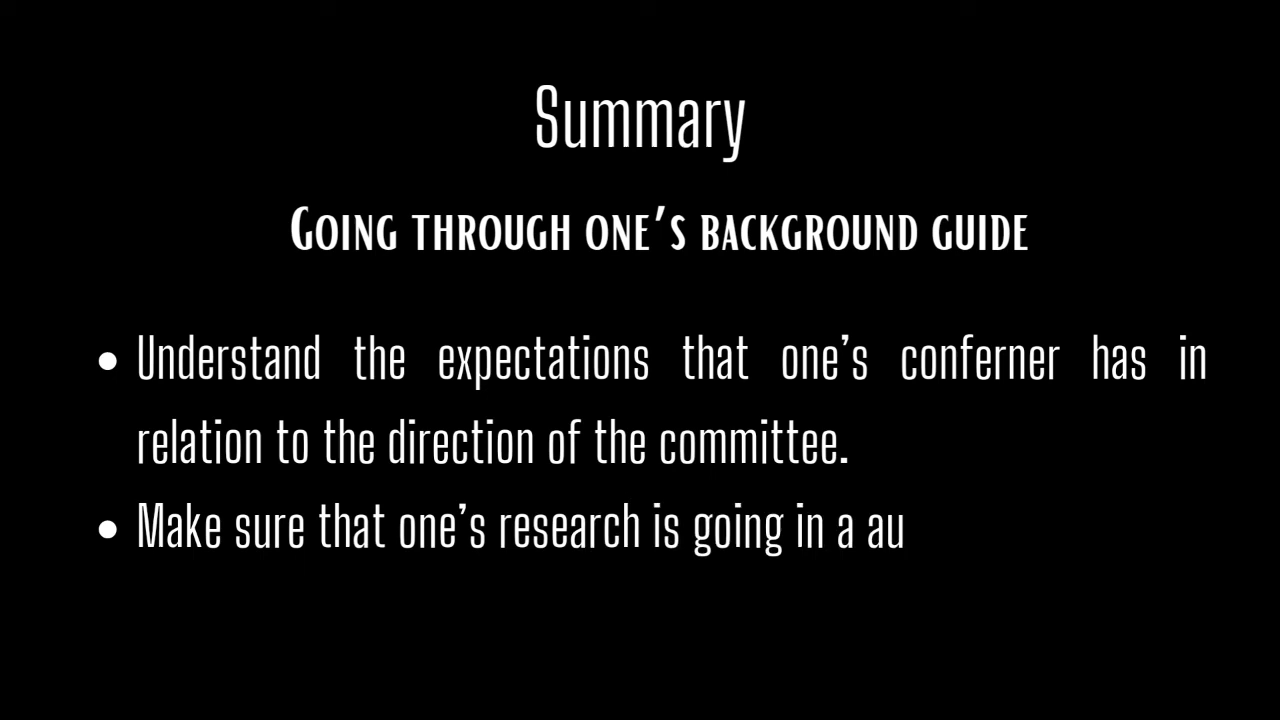 Summary
GOING THROUGH ONE'S BACKGROUND GUIDE
• Understand the expectations that one's conferner has in
relation to the direction of the committee.
• Make sure that one's research is going in a au